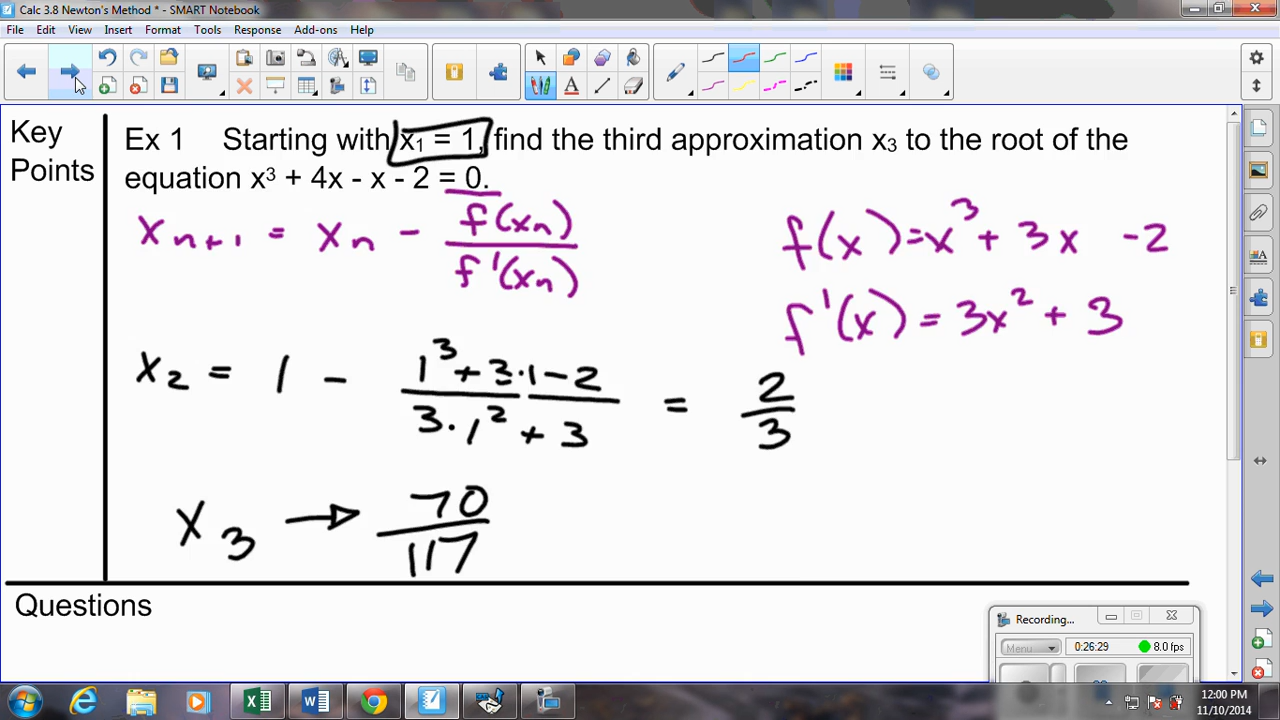 Calc 3.8 Newton's Method * - SMART Notebook
File Edit View Insert Format Tools Response Add-ons Help
Key Points
Ex 1 Starting with x₁ = 1, find the third approximation x₃ to the root of the
equation x³ + 4x - x - 2 = 0.
xₙ₊₁ = xₙ - f(xₙ)/f'(xₙ)
f(x) = x³ + 3x - 2
f'(x) = 3x² + 3
x₂ = 1 - (1³ + 3·1 - 2)/(3·1² + 3) = 2/3
x₃ → 70/117
Questions
Recording...
Menu 0:26:29 8.0 fps
12:00 PM
11/10/2014